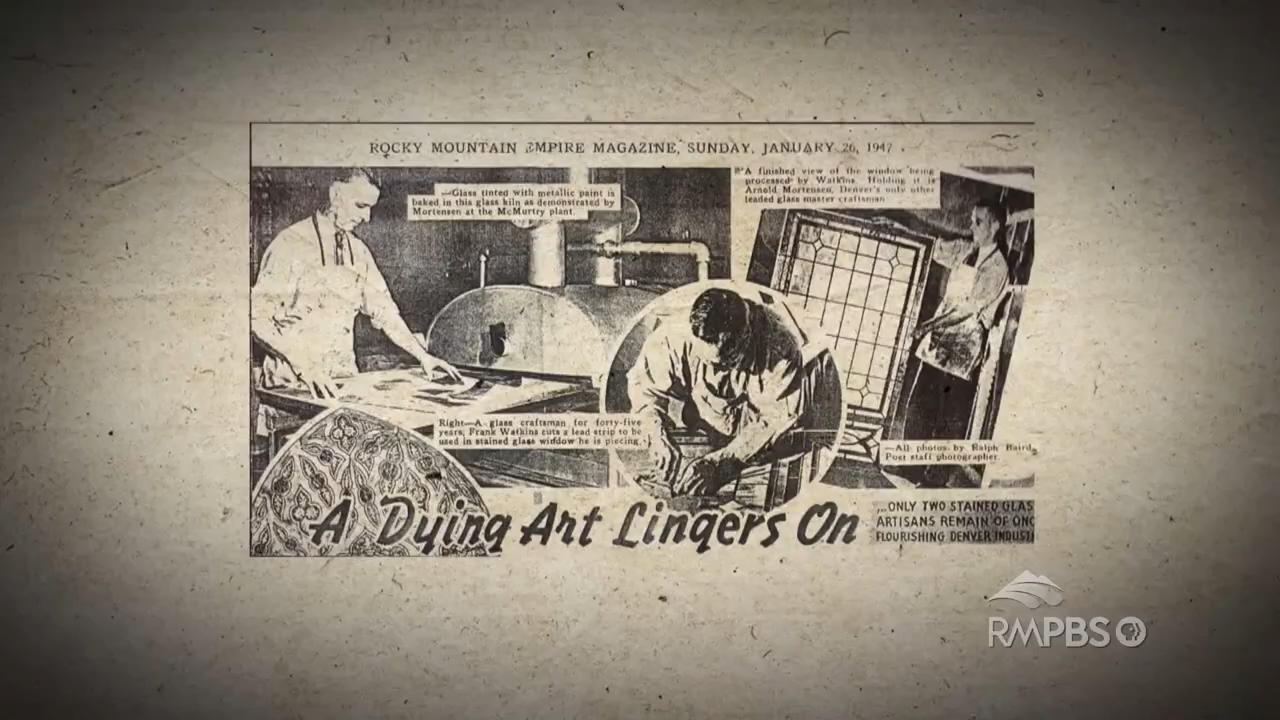 ROCKY MOUNTAIN EMPIRE MAGAZINE, SUNDAY, JANUARY 26, 1947
—Glass tinted with metallic paint is
baked in this glass kiln as demonstrated by
Mortensen at the McMurtry plant.
A finished view of the window being
processed by Watkins. Holding it is
Arnold Mortensen, Denver's only other
leaded glass master craftsman
Right—A glass craftsman for forty-five
years, Frank Watkins cuts a lead strip to be
used in stained glass window he is piecing.
—All photos by Ralph Baird,
Post staff photographer.
A Dying Art Lingers On
...ONLY TWO STAINED GLAS
ARTISANS REMAIN OF ONC
FLOURISHING DENVER INDUST
RMPBS